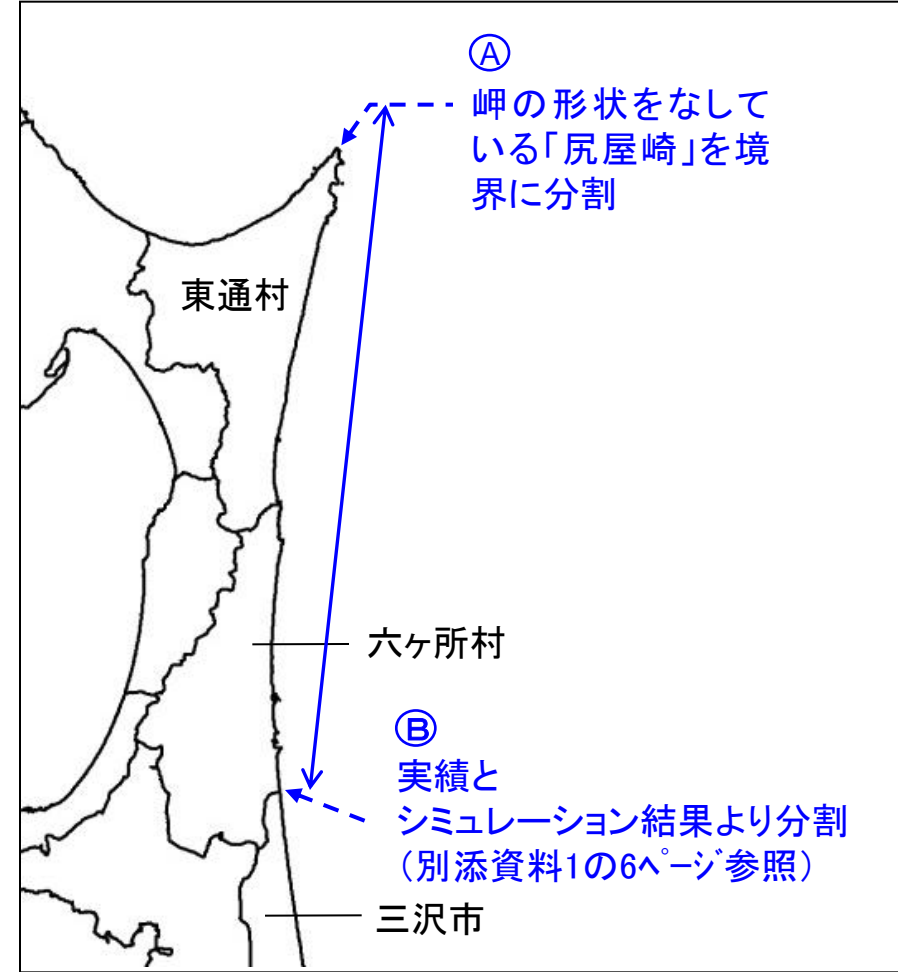 Ⓐ
岬の形状をなして
いる「尻屋崎」を境
界に分割
東通村
六ヶ所村
Ⓑ
実績と
シミュレーション結果より分割
（別添資料1の6ﾍﾟｰｼﾞ参照）
三沢市